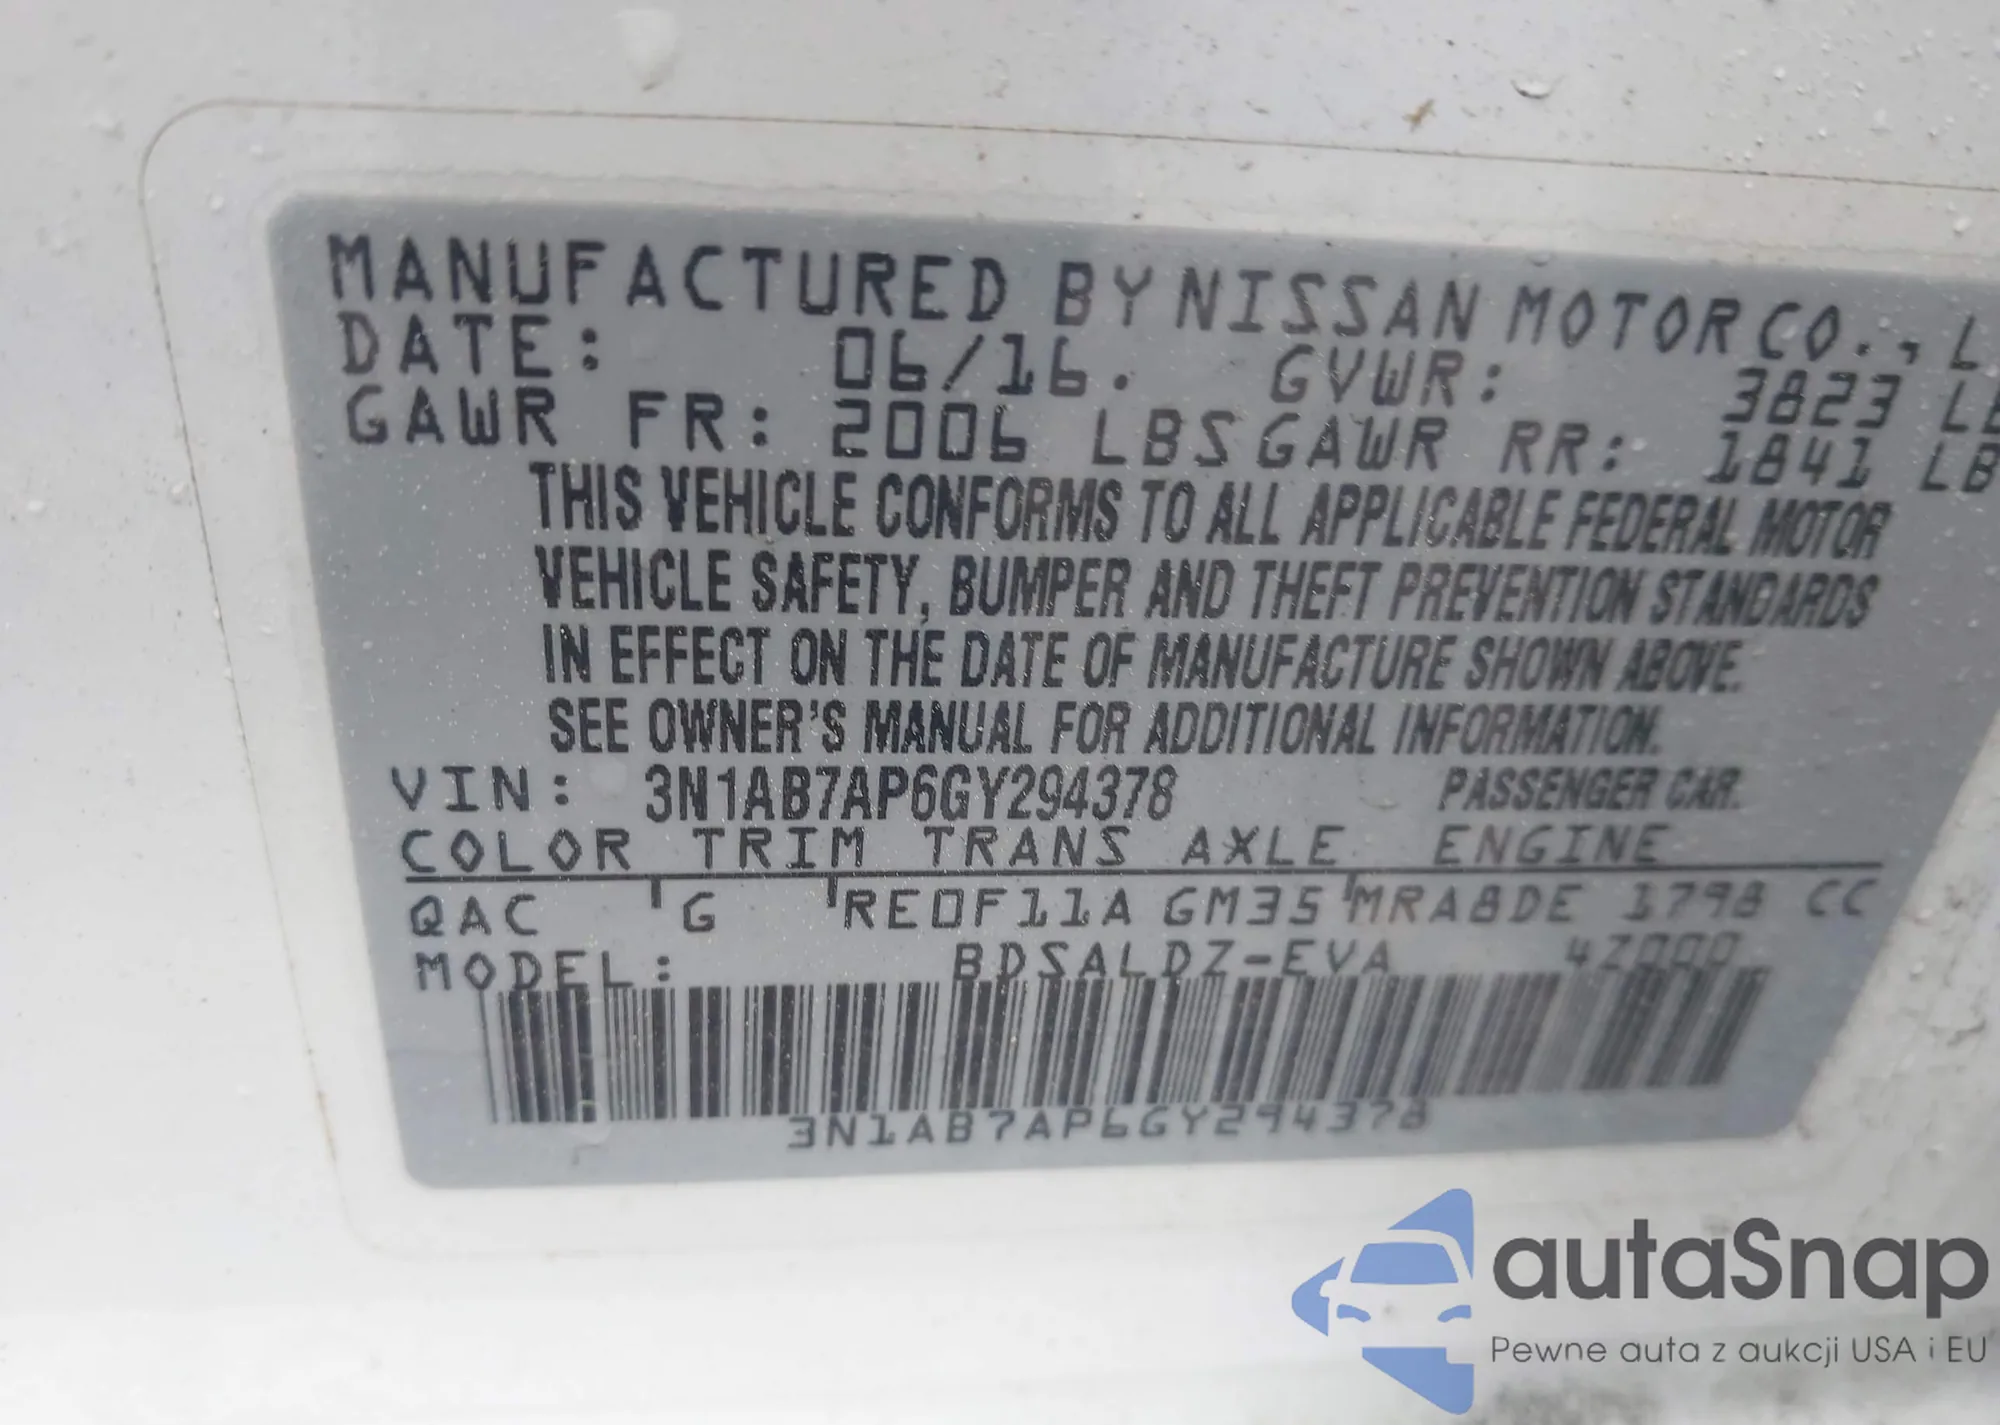 MANUFACTURED BY NISSAN MOTOR CO., L
DATE: 06/16. GVWR: 3823 LB
GAWR FR: 2006 LBS GAWR RR: 1841 LB
THIS VEHICLE CONFORMS TO ALL APPLICABLE FEDERAL MOTOR
VEHICLE SAFETY, BUMPER AND THEFT PREVENTION STANDARDS
IN EFFECT ON THE DATE OF MANUFACTURE SHOWN ABOVE.
SEE OWNER'S MANUAL FOR ADDITIONAL INFORMATION.
VIN: 3N1AB7AP6GY294378 PASSENGER CAR.
COLOR TRIM TRANS AXLE ENGINE
QAC G RE0F11A GM35 MRA8DE 1798 CC
MODEL: BDSALDZ-EVA 4Z000
3N1AB7AP6GY294378
autaSnap
Pewne auta z aukcji USA i EU